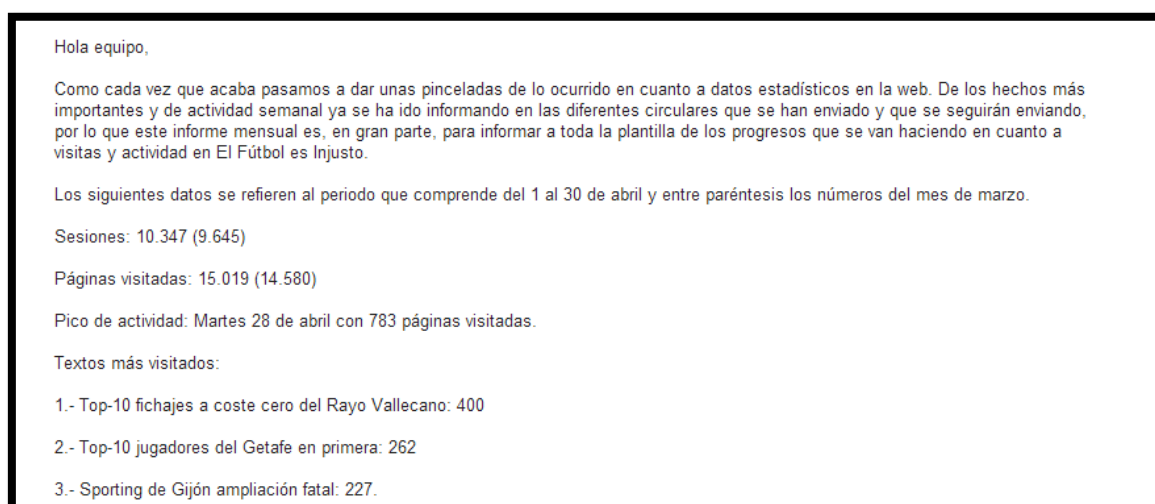 Hola equipo,
Como cada vez que acaba pasamos a dar unas pinceladas de lo ocurrido en cuanto a datos estadísticos en la web. De los hechos más
importantes y de actividad semanal ya se ha ido informando en las diferentes circulares que se han enviado y que se seguirán enviando,
por lo que este informe mensual es, en gran parte, para informar a toda la plantilla de los progresos que se van haciendo en cuanto a
visitas y actividad en El Fútbol es Injusto.
Los siguientes datos se refieren al periodo que comprende del 1 al 30 de abril y entre paréntesis los números del mes de marzo.
Sesiones: 10.347 (9.645)
Páginas visitadas: 15.019 (14.580)
Pico de actividad: Martes 28 de abril con 783 páginas visitadas.
Textos más visitados:
1.- Top-10 fichajes a coste cero del Rayo Vallecano: 400
2.- Top-10 jugadores del Getafe en primera: 262
3.- Sporting de Gijón ampliación fatal: 227.